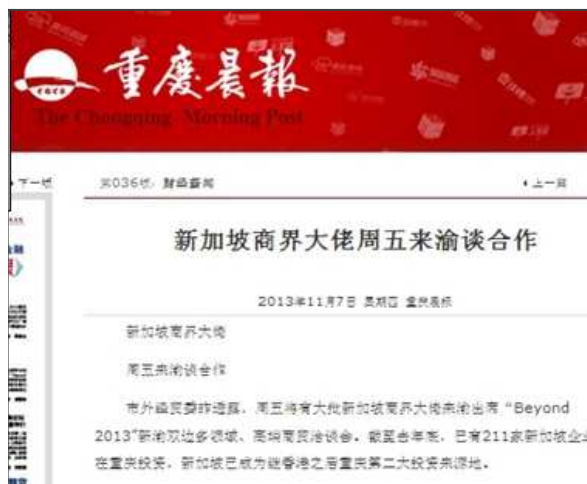 重慶晨報
The Chongqing Morning Post
下一版
第036版：财经要闻
上一篇
新加坡商界大佬周五来渝谈合作
2013年11月7日 星期四 重庆晨报
新加坡商界大佬
周五来渝谈合作
市外经贸委昨透露，周五将有大批新加坡商界大佬来渝出席“Beyond
2013”新渝双边多领域、高端商贸洽谈会。截至去年底，已有211家新加坡企业
在重庆投资，新加坡已成为继香港之后重庆第二大投资来源地。